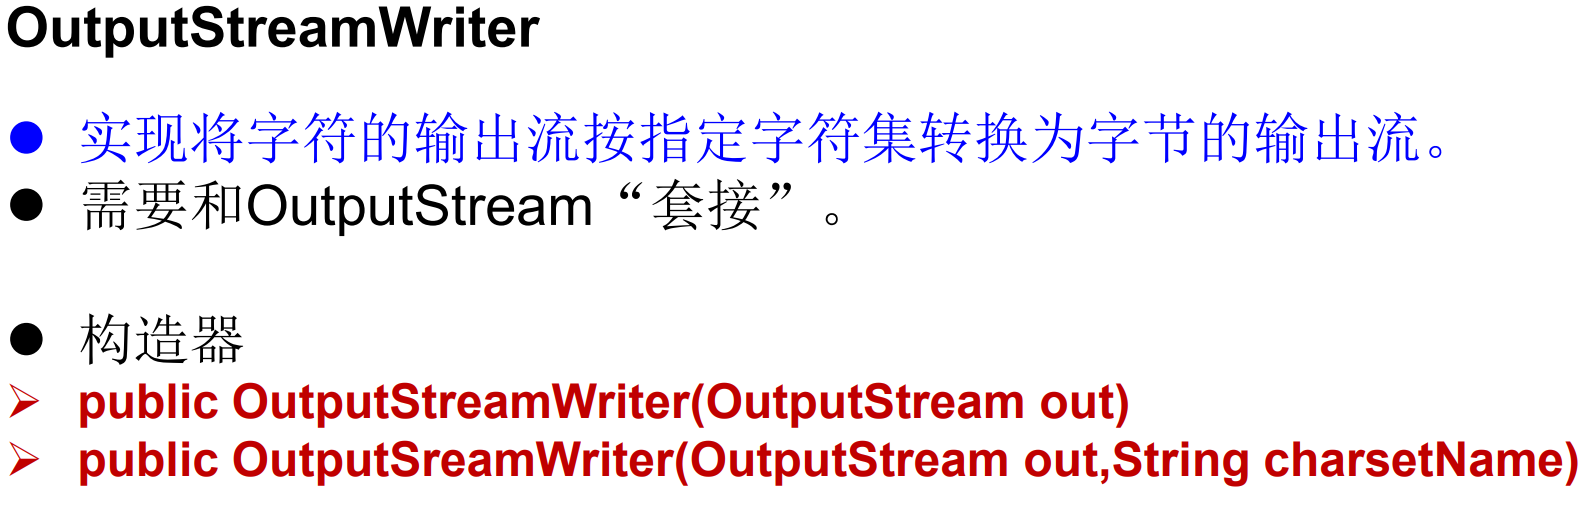 OutputStreamWriter
● 实现将字符的输出流按指定字符集转换为字节的输出流。
● 需要和OutputStream“套接”。
● 构造器
➢ public OutputStreamWriter(OutputStream out)
➢ public OutputSreamWriter(OutputStream out,String charsetName)